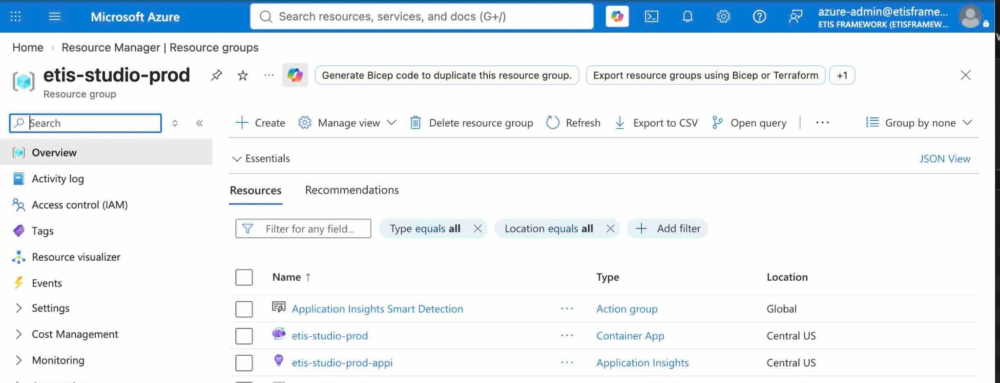 Microsoft Azure
Search resources, services, and docs (G+/)
azure-admin@etisframe...
ETIS FRAMEWORK (ETISFRAMEW...
Home > Resource Manager | Resource groups
etis-studio-prod
Resource group
Generate Bicep code to duplicate this resource group.
Export resource groups using Bicep or Terraform
+1
Search
Create
Manage view
Delete resource group
Refresh
Export to CSV
Open query
Group by none
Overview
Activity log
Access control (IAM)
Tags
Resource visualizer
Events
Settings
Cost Management
Monitoring
Essentials
JSON View
Resources
Recommendations
Filter for any field...
Type equals all
Location equals all
Add filter
Name ↑ Type Location
Application Insights Smart Detection ... Action group Global
etis-studio-prod ... Container App Central US
etis-studio-prod-appi ... Application Insights Central US